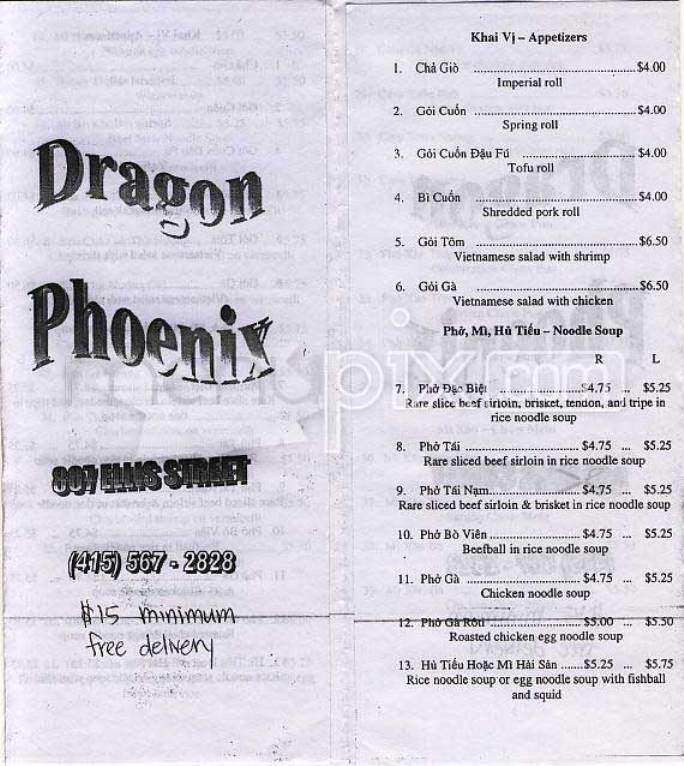 Dragon
Phoenix
807 ELLIS STREET
(415) 567 - 2828
$15 minimum
free delivery
Khai Vị – Appetizers
1. Chả Giò ........................................$4.00
Imperial roll
2. Gỏi Cuốn ........................................$4.00
Spring roll
3. Gỏi Cuốn Đậu Fú ............................$4.00
Tofu roll
4. Bì Cuốn ........................................$4.00
Shredded pork roll
5. Gỏi Tôm ........................................$6.50
Vietnamese salad with shrimp
6. Gỏi Gà ........................................$6.50
Vietnamese salad with chicken
Phở, Mì, Hủ Tiếu – Noodle Soup
R L
7. Phở Đặc Biệt .....................$4.75 ... $5.25
Rare slice beef sirloin, brisket, tendon, and tripe in
rice noodle soup
8. Phở Tái ..............................$4.75 ... $5.25
Rare sliced beef sirloin in rice noodle soup
9. Phở Tái Nạm.......................$4.75 ... $5.25
Rare sliced beef sirloin & brisket in rice noodle soup
10. Phở Bò Viên .......................$4.75 ... $5.25
Beefball in rice noodle soup
11. Phở Gà ..............................$4.75 ... $5.25
Chicken noodle soup
12. Phở Gà Rôti .......................$5.00 ... $5.50
Roasted chicken egg noodle soup
13. Hủ Tiếu Hoặc Mì Hải Sản ......$5.25 ... $5.75
Rice noodle soup or egg noodle soup with fishball
and squid